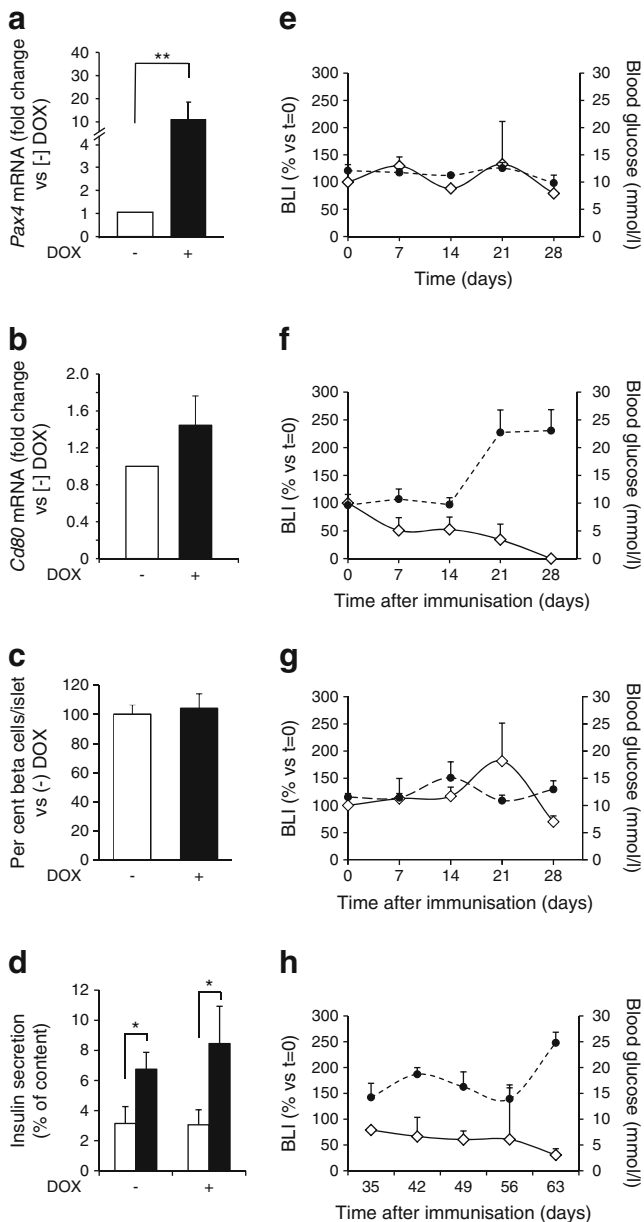 a
Pax4 mRNA (fold change
vs [-] DOX)
40
30
20
10
4
2
1
0
**
DOX - +
b
Cd80 mRNA (fold change
vs [-] DOX)
2.0
1.6
1.2
0.8
0.4
0
DOX - +
c
Per cent beta cells/islet
vs (-) DOX
120
100
80
60
40
20
0
DOX - +
d
Insulin secretion
(% of content)
12
10
8
6
4
2
0
* *
DOX - +
e
BLI (% vs t=0)
300
250
200
150
100
50
0
Blood glucose (mmol/l)
30
25
20
15
10
5
0
0 7 14 21 28
Time (days)
f
BLI (% vs t=0)
300
250
200
150
100
50
0
Blood glucose (mmol/l)
30
25
20
15
10
5
0
0 7 14 21 28
Time after immunisation (days)
g
BLI (% vs t=0)
300
250
200
150
100
50
0
Blood glucose (mmol/l)
30
25
20
15
10
5
0
0 7 14 21 28
Time after immunisation (days)
h
BLI (% vs t=0)
300
250
200
150
100
50
0
Blood glucose (mmol/l)
30
25
20
15
10
5
0
35 42 49 56 63
Time after immunisation (days)